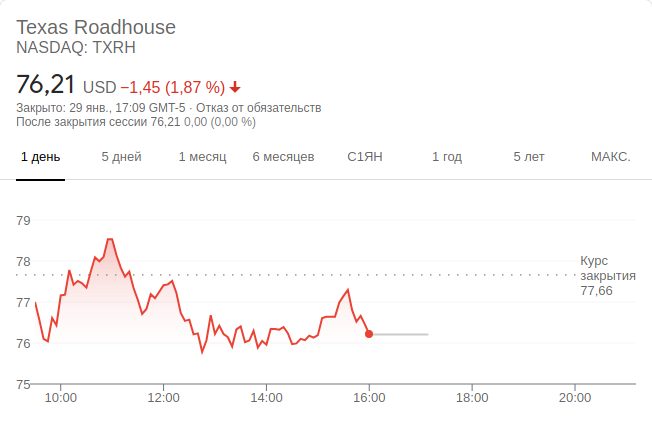 Texas Roadhouse
NASDAQ: TXRH
76,21 USD −1,45 (1,87 %)
Закрыто: 29 янв., 17:09 GMT-5 · Отказ от обязательств
После закрытия сессии 76,21 0,00 (0,00 %)
1 день 5 дней 1 месяц 6 месяцев С1ЯН 1 год 5 лет МАКС.
79
78
77
76
75
Курс
закрытия
77,66
10:00 12:00 14:00 16:00 18:00 20:00